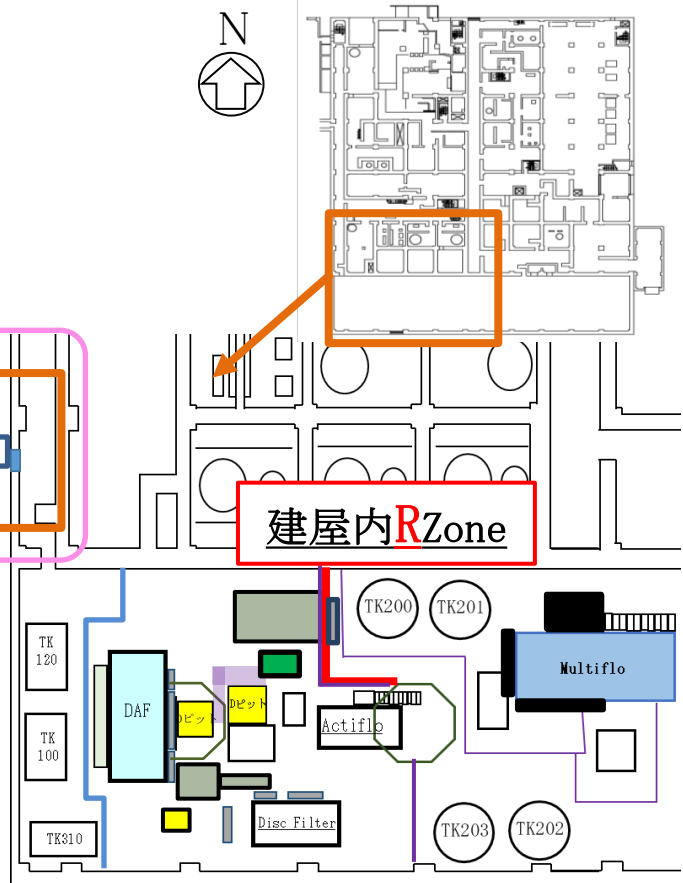 N
建屋内RZone
TK200
TK201
TK
120
Multiflo
DAF
Dピット
Dピット
Actiflo
TK
100
TK310
Disc Filter
TK203
TK202